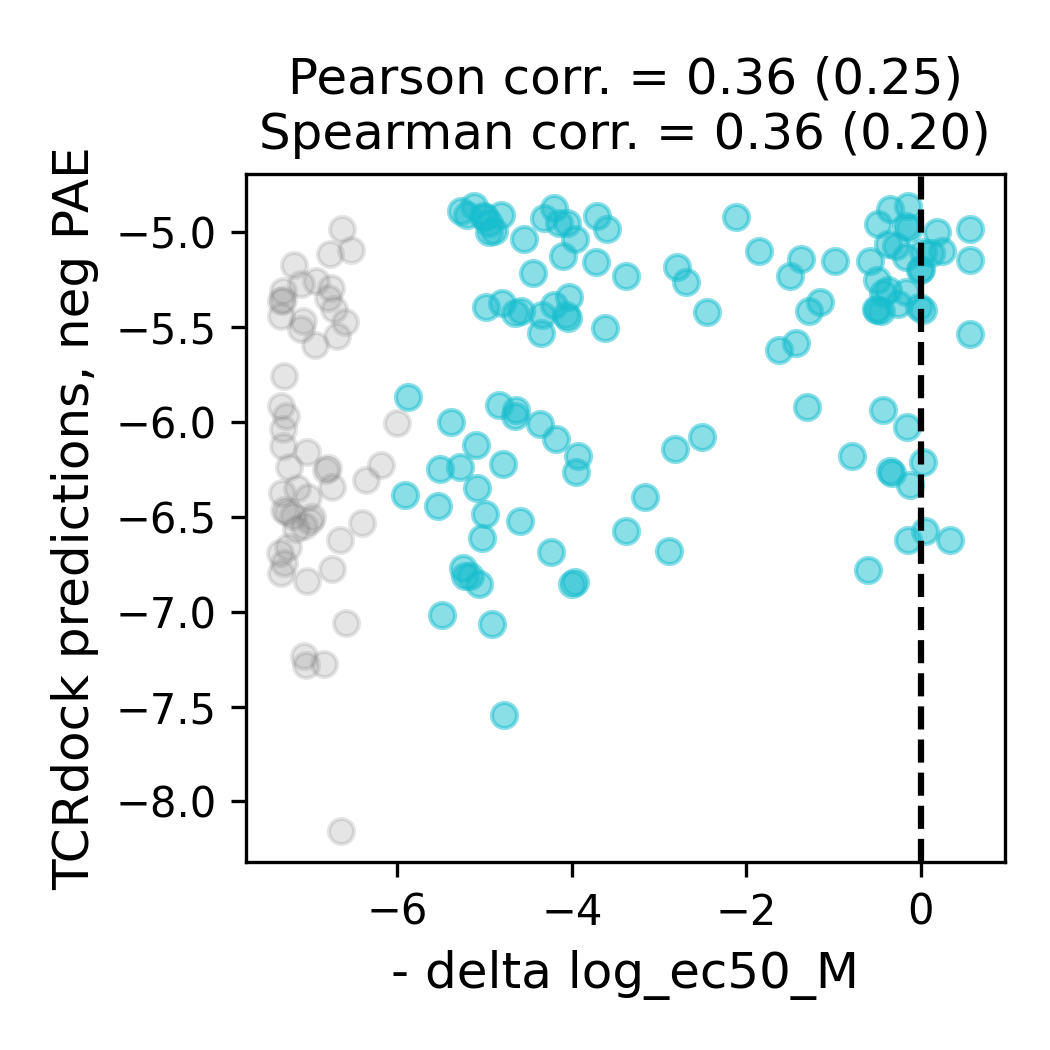 Pearson corr. = 0.36 (0.25)
Spearman corr. = 0.36 (0.20)
TCRdock predictions, neg PAE
−5.0
−5.5
−6.0
−6.5
−7.0
−7.5
−8.0
−6
−4
−2
0
- delta log_ec50_M